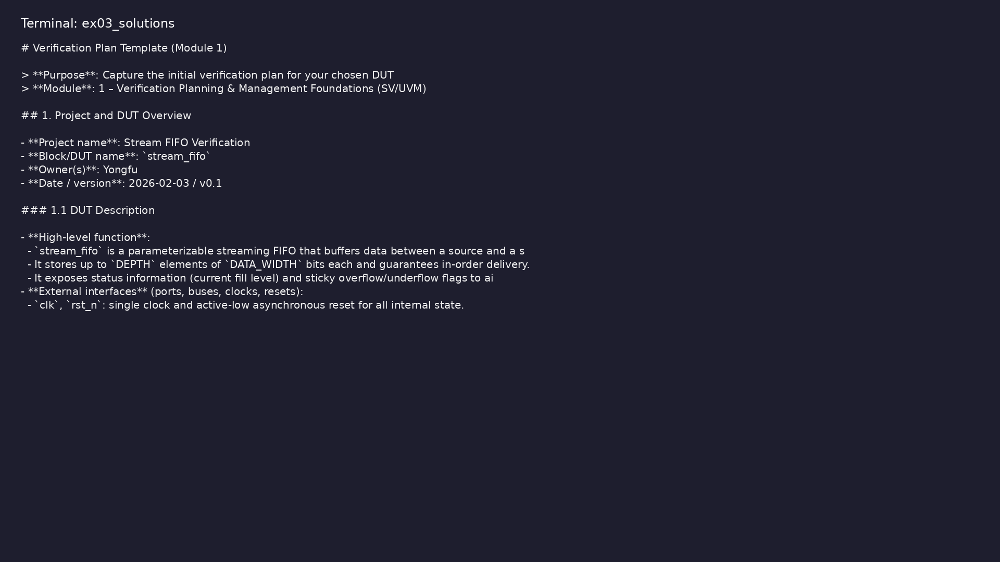 Terminal: ex03_solutions
# Verification Plan Template (Module 1)
> **Purpose**: Capture the initial verification plan for your chosen DUT
> **Module**: 1 – Verification Planning & Management Foundations (SV/UVM)
## 1. Project and DUT Overview
- **Project name**: Stream FIFO Verification
- **Block/DUT name**: `stream_fifo`
- **Owner(s)**: Yongfu
- **Date / version**: 2026-02-03 / v0.1
### 1.1 DUT Description
- **High-level function**:
  - `stream_fifo` is a parameterizable streaming FIFO that buffers data between a source and a s
  - It stores up to `DEPTH` elements of `DATA_WIDTH` bits each and guarantees in-order delivery.
  - It exposes status information (current fill level) and sticky overflow/underflow flags to ai
- **External interfaces** (ports, buses, clocks, resets):
  - `clk`, `rst_n`: single clock and active-low asynchronous reset for all internal state.